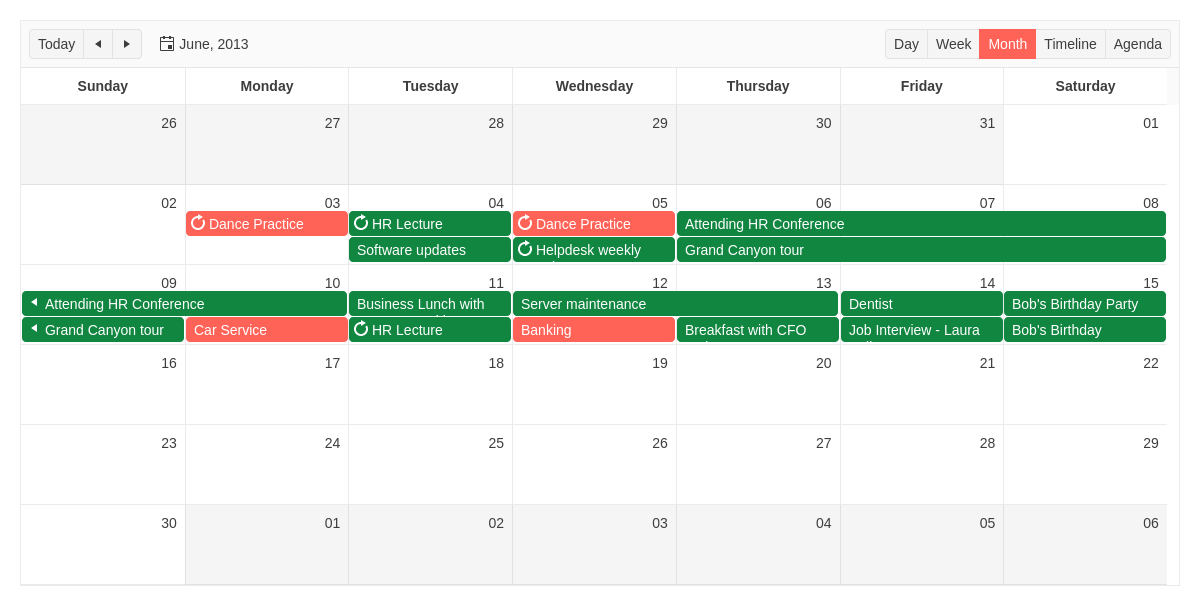 Today June, 2013 Day Week Month Timeline Agenda
Sunday Monday Tuesday Wednesday Thursday Friday Saturday
26 27 28 29 30 31 01
02 03 04 05 06 07 08
Dance Practice HR Lecture Dance Practice Attending HR Conference
Software updates Helpdesk weekly Grand Canyon tour
09 10 11 12 13 14 15
Attending HR Conference Business Lunch with Server maintenance Dentist Bob's Birthday Party
Grand Canyon tour Car Service HR Lecture Banking Breakfast with CFO Job Interview - Laura Bob's Birthday
16 17 18 19 20 21 22
23 24 25 26 27 28 29
30 01 02 03 04 05 06